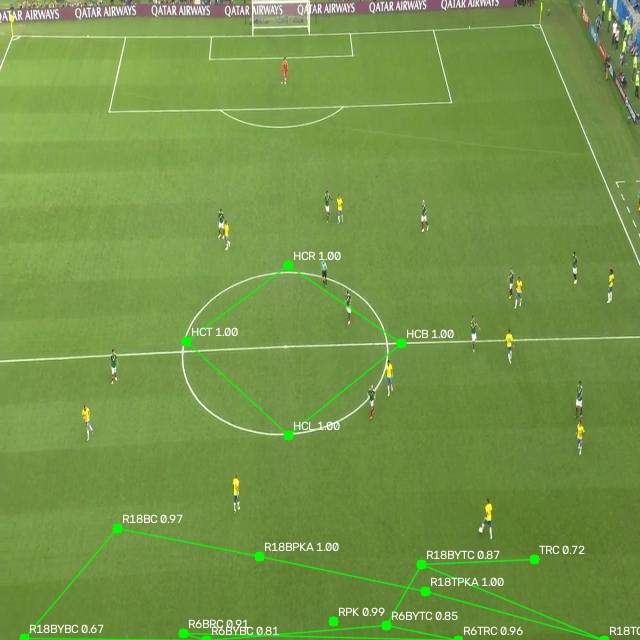 QATAR AIRWAYS QATAR AIRWAYS QATAR AIRWAYS QATAR AIRWAYS QATAR AIRWAYS QATAR AIRWAYS
HCR 1.00
HCT 1.00
HCB 1.00
HCL 1.00
R18BC 0.97
R18BPKA 1.00
R18BYTC 0.87
TRC 0.72
R18TPKA 1.00
RPK 0.99
R6BYTC 0.85
R18BYBC 0.67
R6BRC 0.91
R6BYBC 0.81
R6TRC 0.96